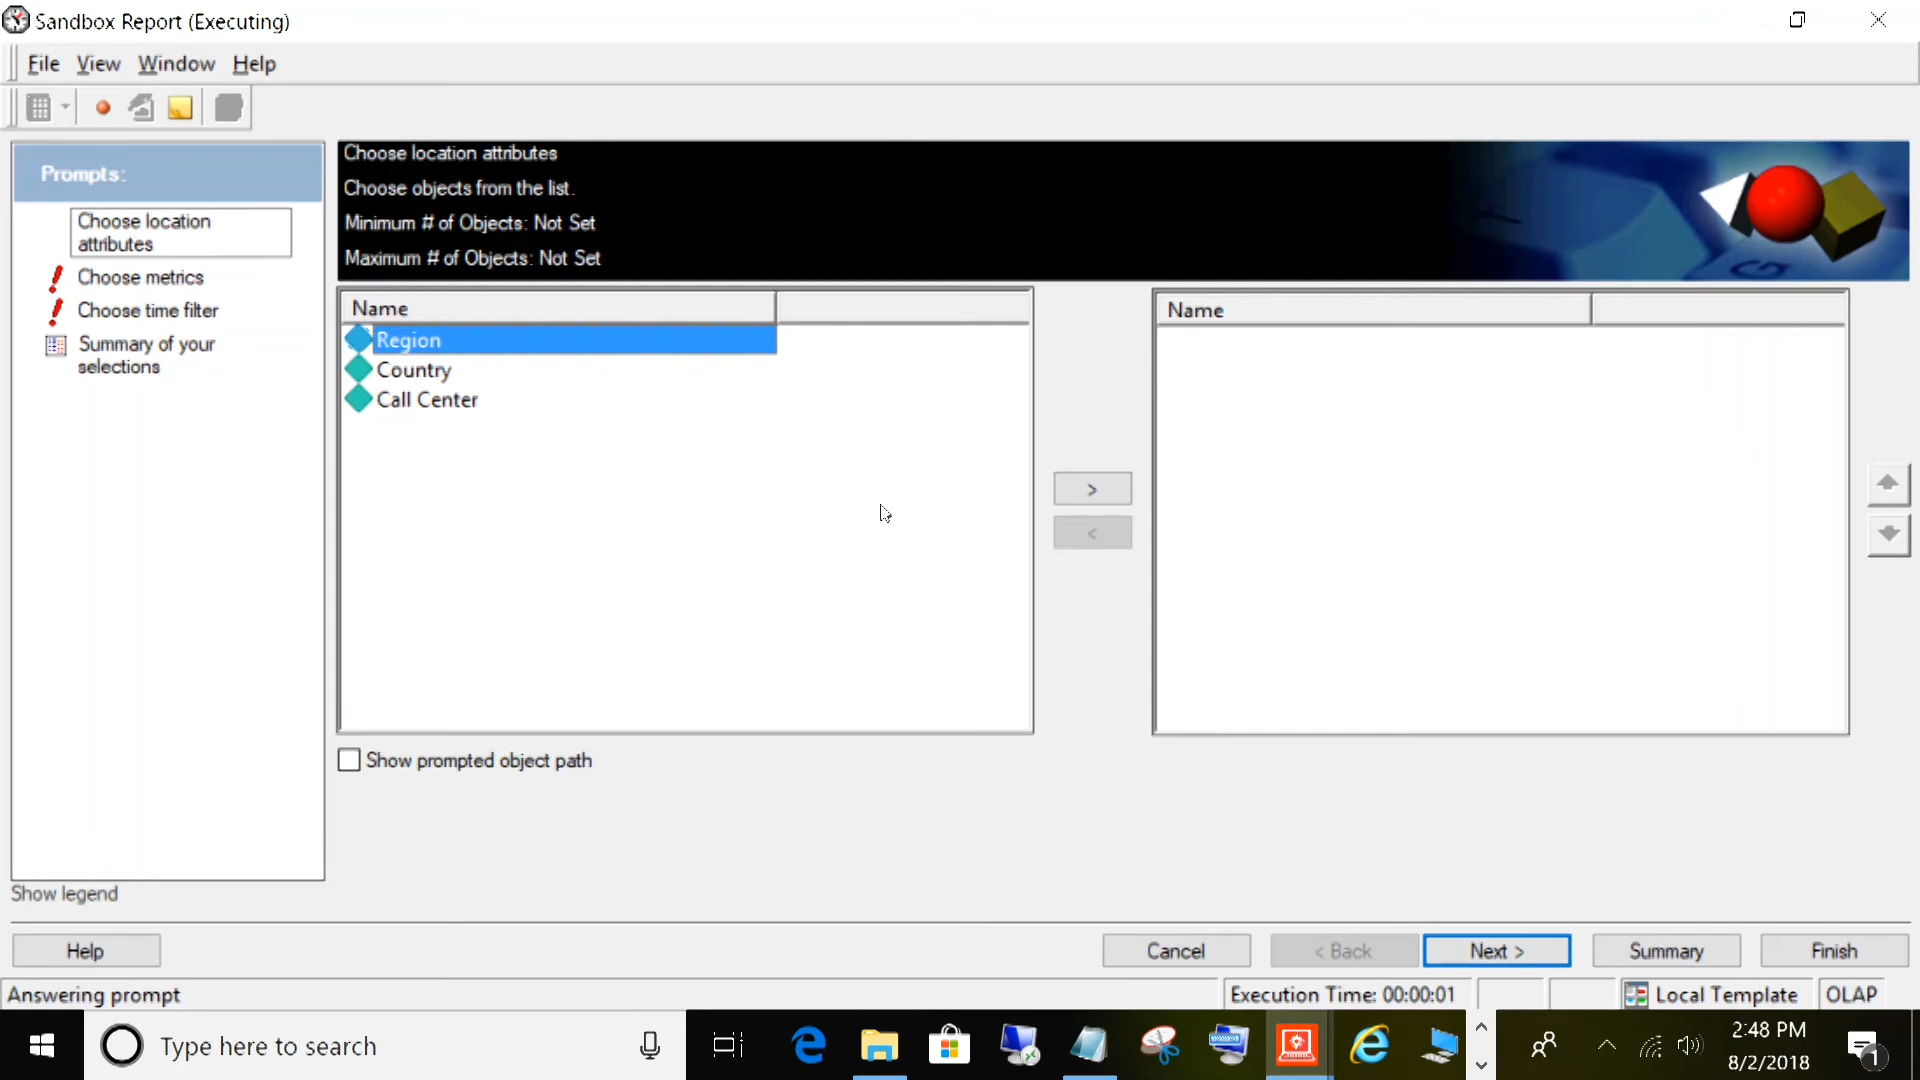 Sandbox Report (Executing)
File View Window Help
Prompts:
Choose location
attributes
Choose metrics
Choose time filter
Summary of your
selections
Show legend
Choose location attributes
Choose objects from the list.
Minimum # of Objects: Not Set
Maximum # of Objects: Not Set
Name
Region
Country
Call Center
>
<
Name
Show prompted object path
Help
Cancel
< Back
Next >
Summary
Finish
Answering prompt
Execution Time: 00:00:01
Local Template
OLAP
Type here to search
2:48 PM
8/2/2018
1